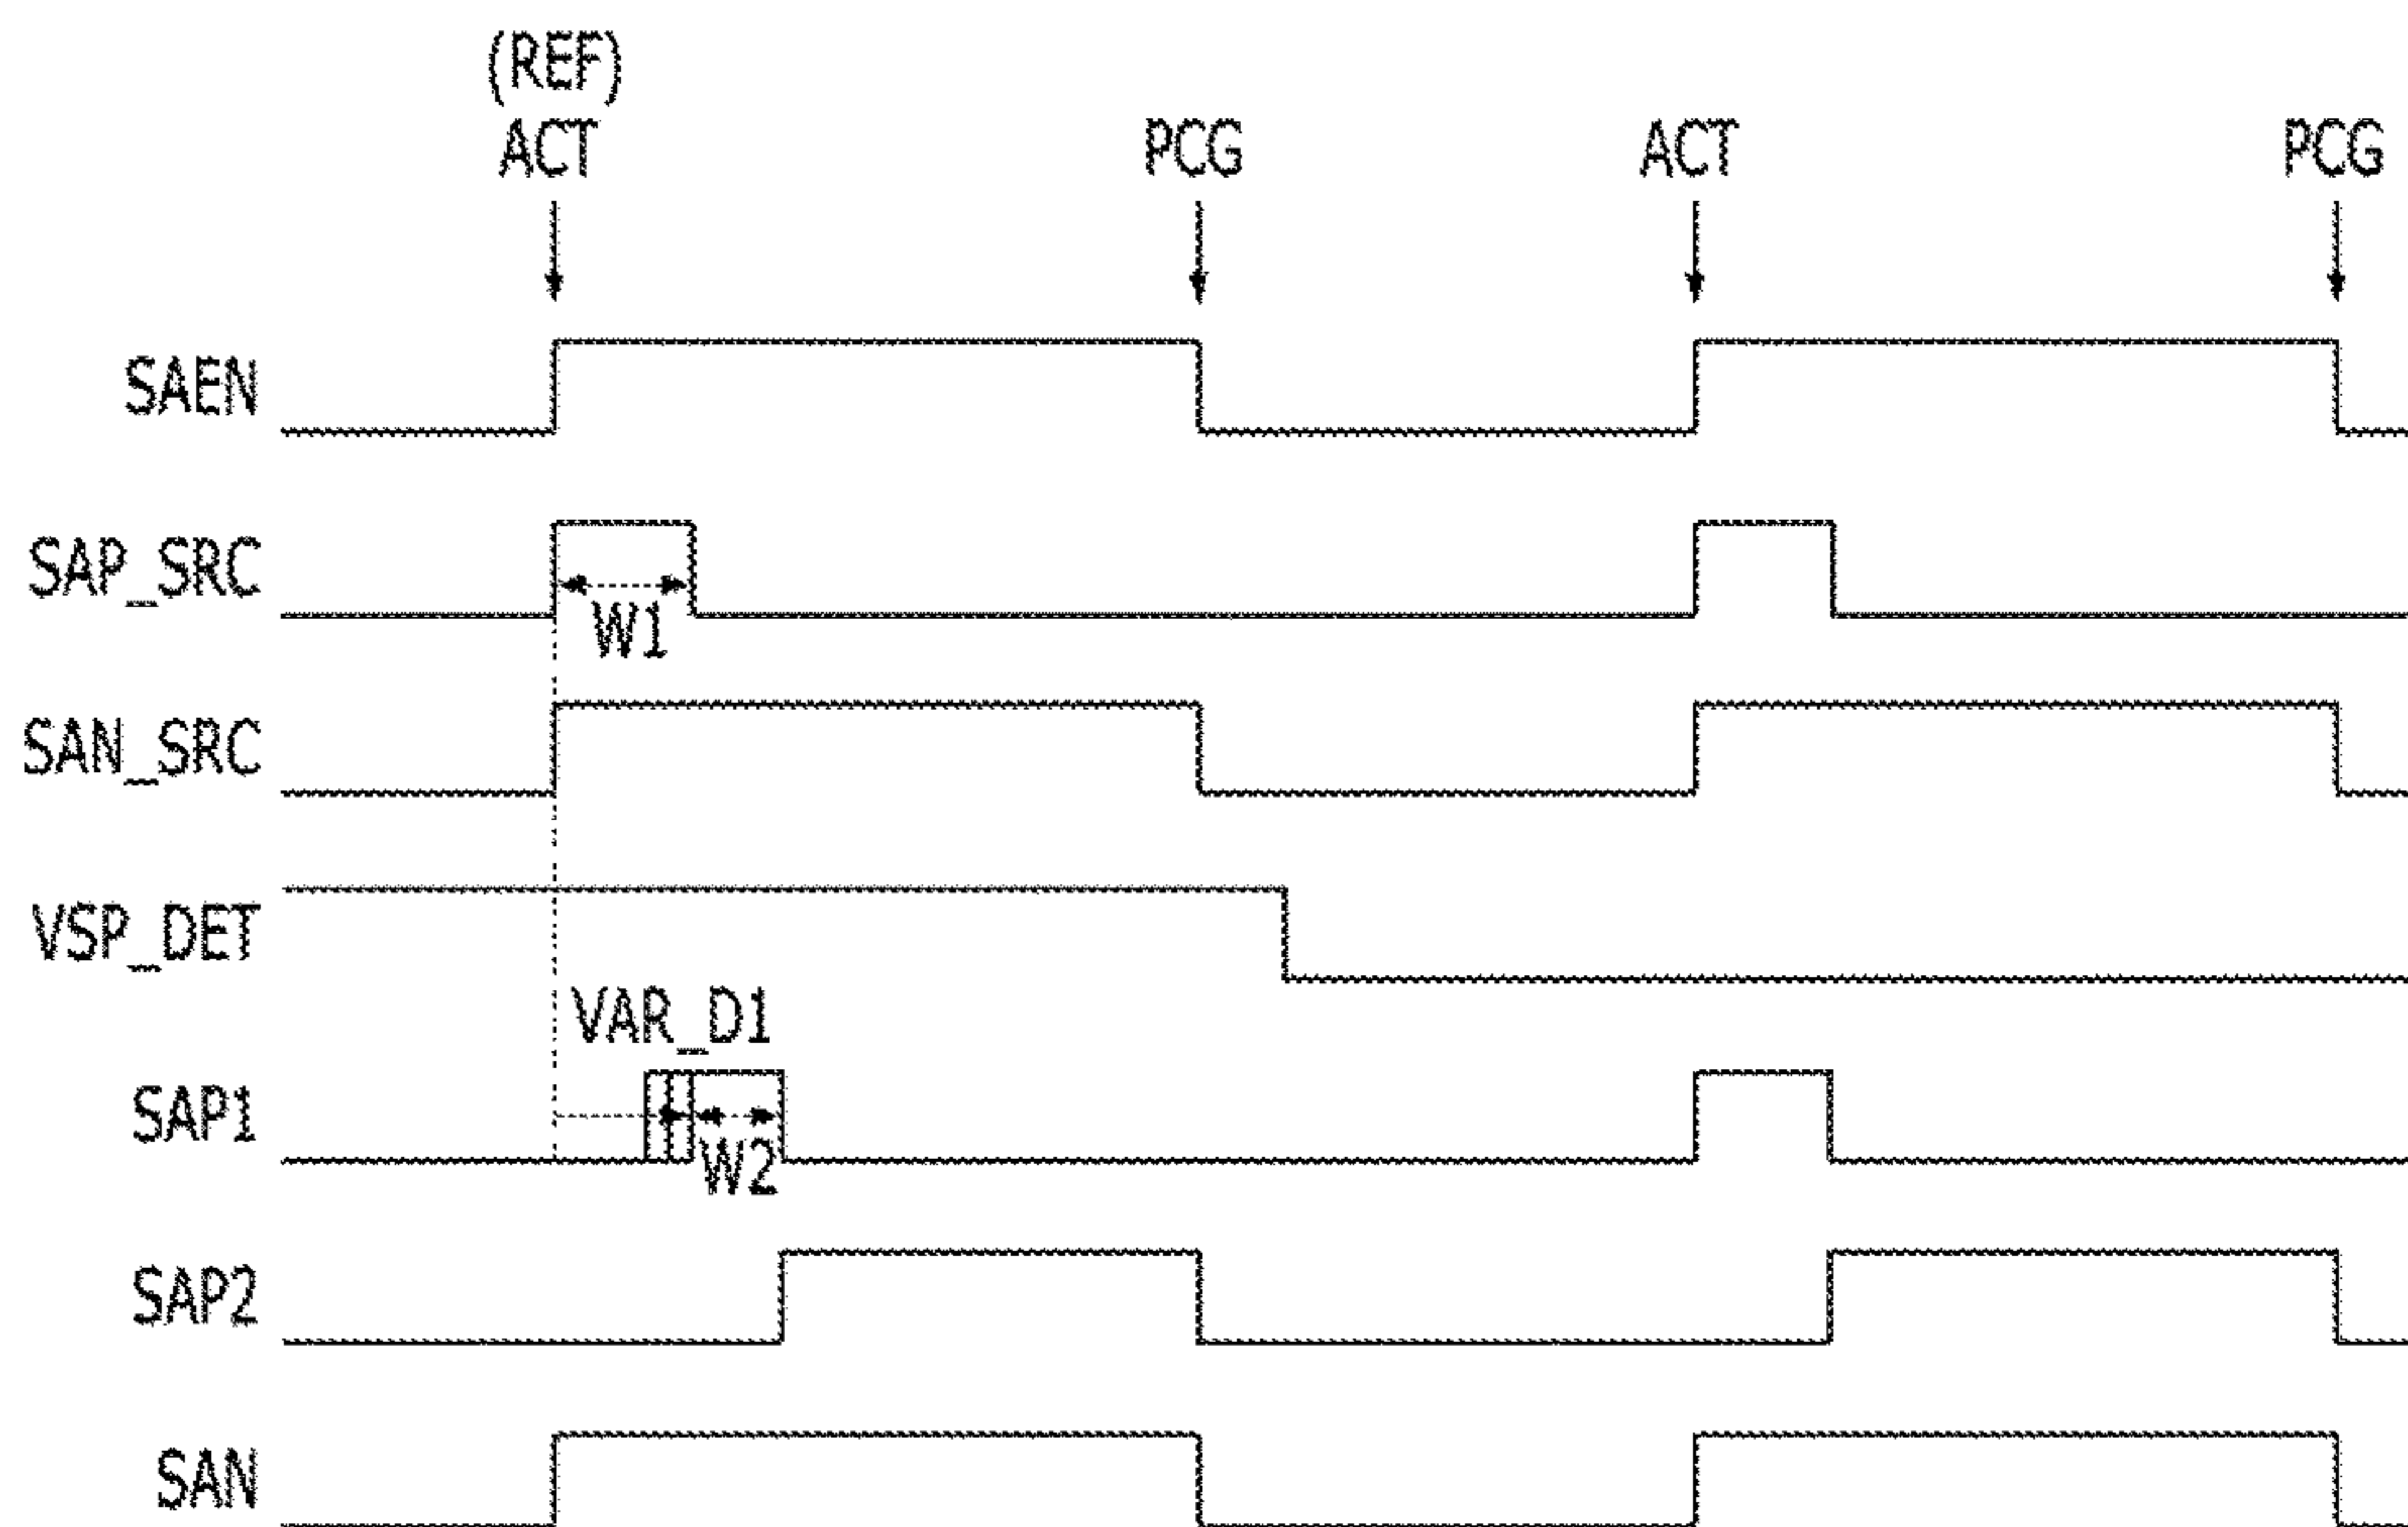 (REF)
ACT PCG ACT PCG
SAEN
SAP_SRC
W1
SAN_SRC
VSP_DET
VAR_D1
SAP1
W2
SAP2
SAN